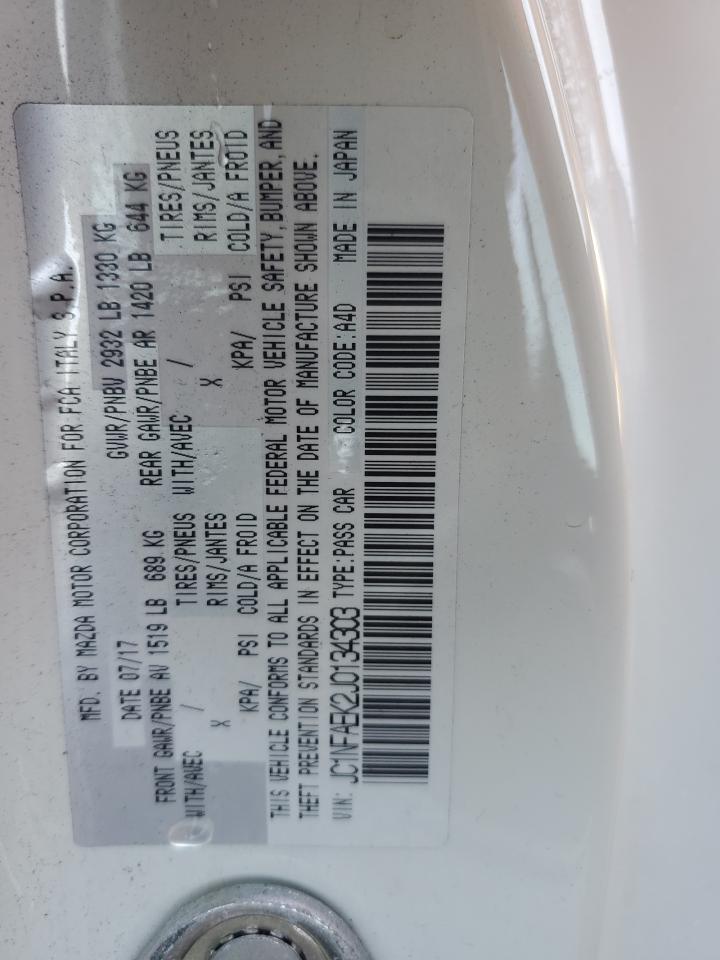 MFD. BY MAZDA MOTOR CORPORATION FOR FCA ITALY S.P.A.
DATE 07/17 GVWR/PNBV 2932 LB 1330 KG
FRONT GAWR/PNBE AV 1519 LB 689 KG REAR GAWR/PNBE AR 1420 LB 644 KG
TIRES/PNEUS TIRES/PNEUS
WITH/AVEC / RIMS/JANTES WITH/AVEC / RIMS/JANTES
X X
KPA/ PSI COLD/A FROID KPA/ PSI COLD/A FROID
THIS VEHICLE CONFORMS TO ALL APPLICABLE FEDERAL MOTOR VEHICLE SAFETY, BUMPER, AND
THEFT PREVENTION STANDARDS IN EFFECT ON THE DATE OF MANUFACTURE SHOWN ABOVE.
VIN: JC1NFAEK2J0134303 TYPE:PASS CAR COLOR CODE:A4D MADE IN JAPAN